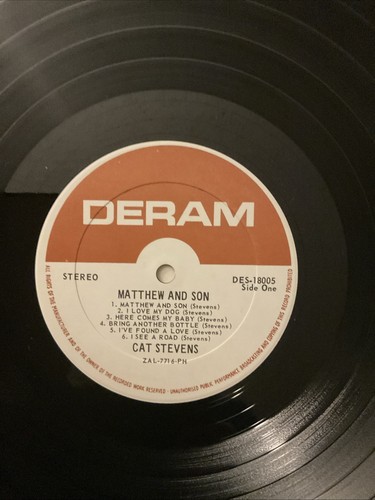 DERAM
STEREO
DES-18005
Side One
MATTHEW AND SON
1. MATTHEW AND SON (Stevens)
2. I LOVE MY DOG (Stevens)
3. HERE COMES MY BABY (Stevens)
4. BRING ANOTHER BOTTLE (Stevens)
5. I'VE FOUND A LOVE (Stevens)
6. I SEE A ROAD (Stevens)
CAT STEVENS
ZAL-7716-PH
ALL RIGHTS OF THE MANUFACTURER AND OF THE OWNER OF THE RECORDED WORK RESERVED - UNAUTHORISED PUBLIC PERFORMANCE BROADCASTING AND COPYING OF THIS RECORD PROHIBITED